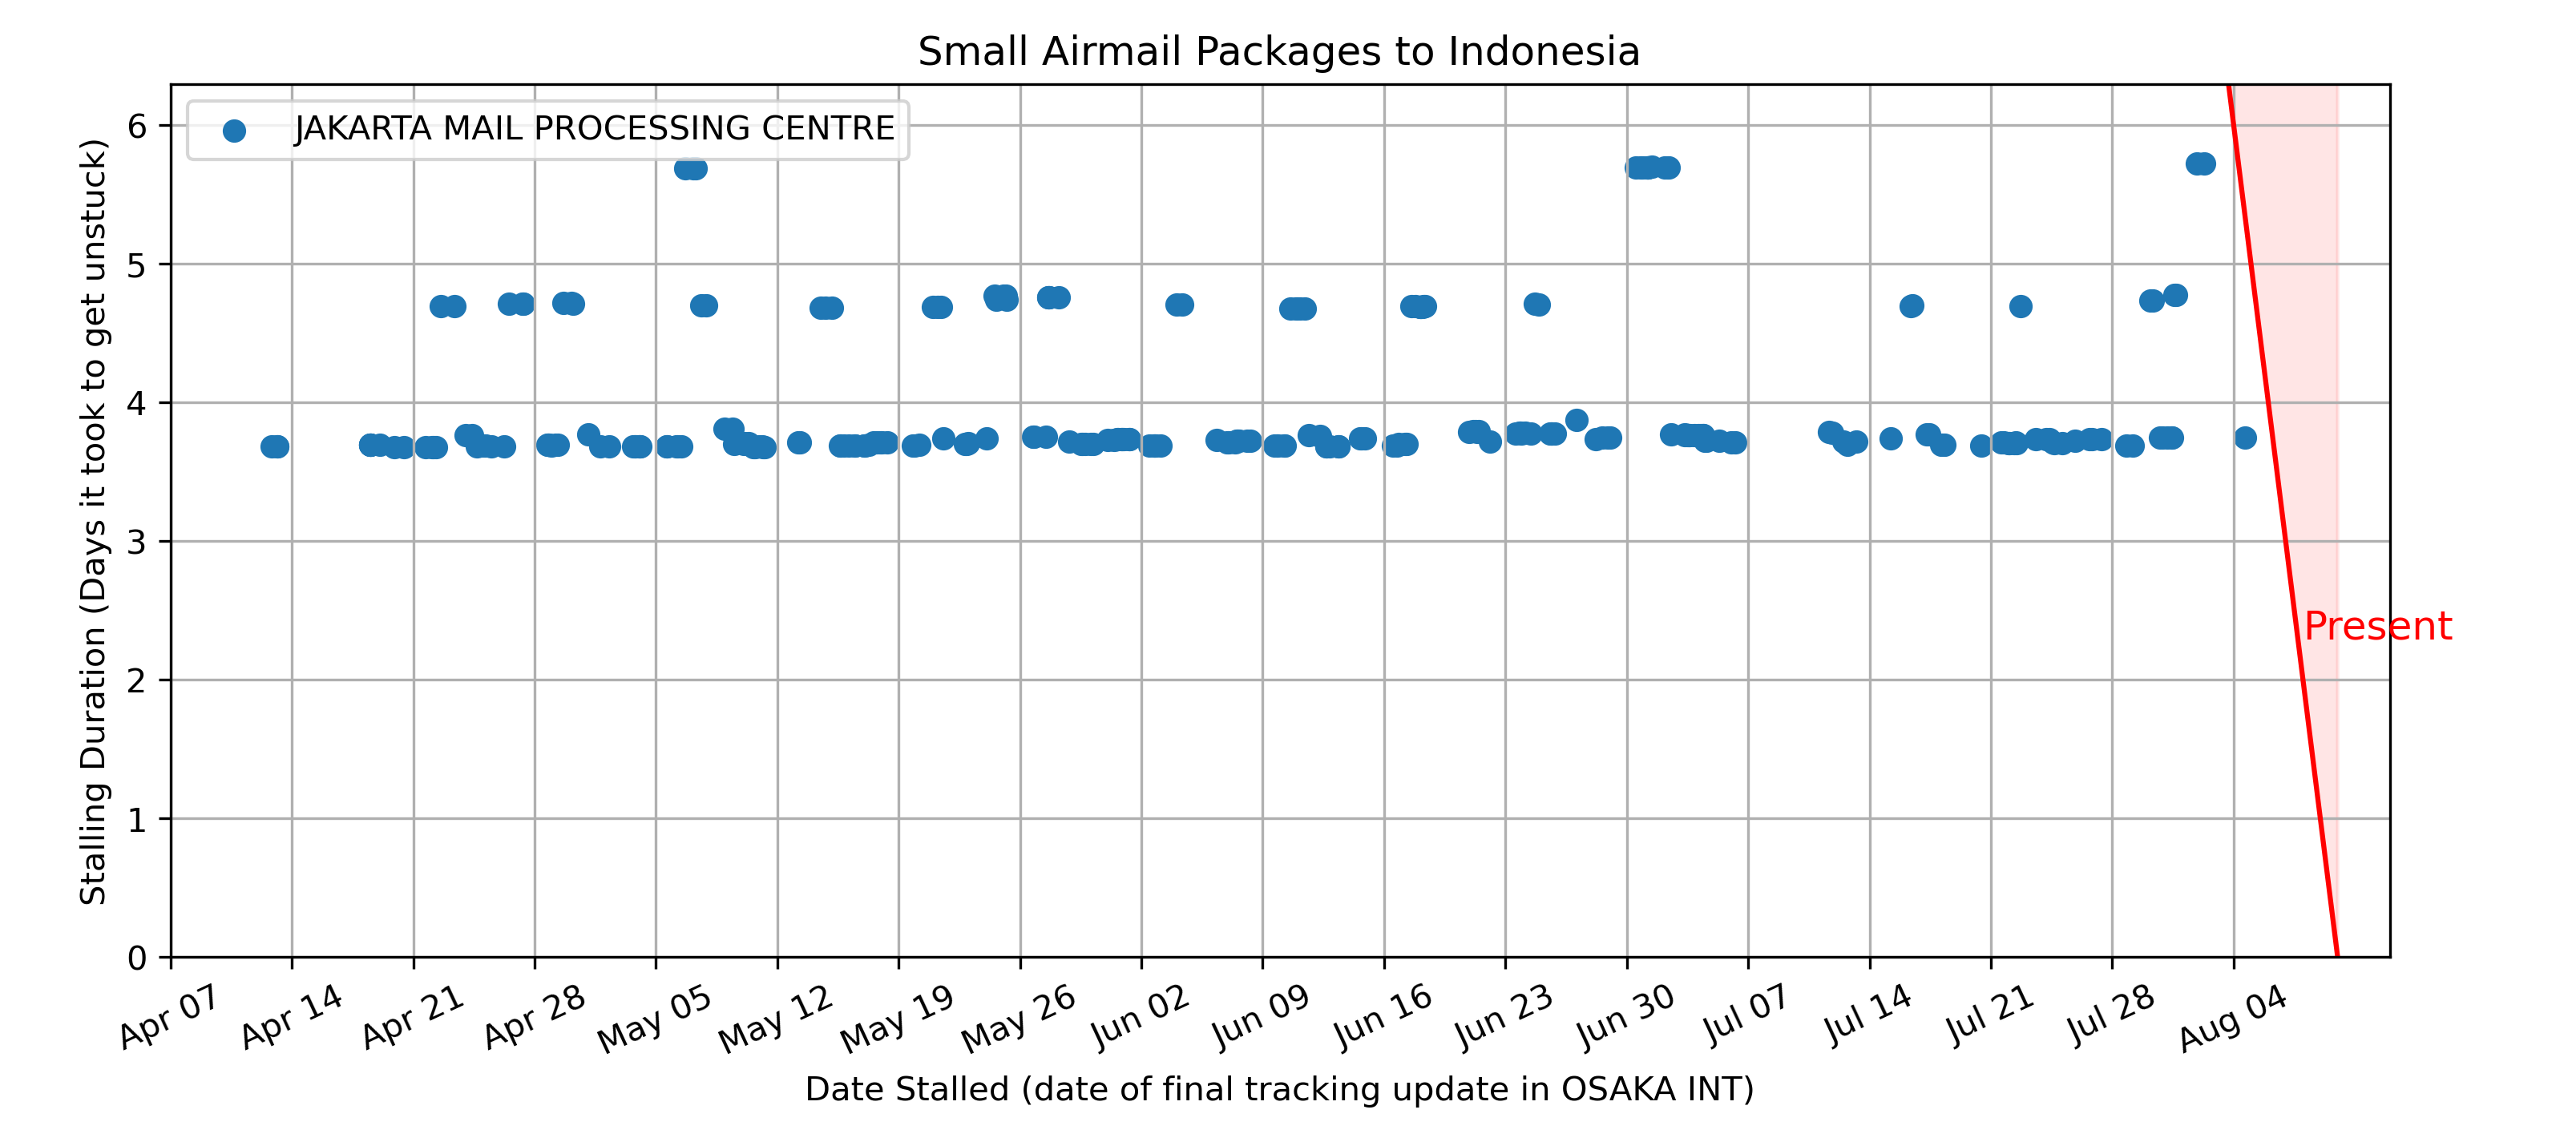 Small Airmail Packages to Indonesia
JAKARTA MAIL PROCESSING CENTRE
Stalling Duration (Days it took to get unstuck)
6
5
4
3
2
1
0
Present
Apr 07
Apr 14
Apr 21
Apr 28
May 05
May 12
May 19
May 26
Jun 02
Jun 09
Jun 16
Jun 23
Jun 30
Jul 07
Jul 14
Jul 21
Jul 28
Aug 04
Date Stalled (date of final tracking update in OSAKA INT)